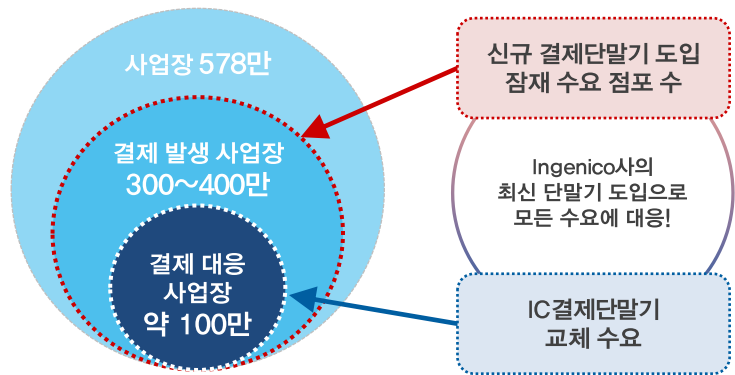 사업장 578만
결제 발생 사업장
300～400만
결제 대응
사업장
약 100만
신규 결제단말기 도입
잠재 수요 점포 수
Ingenico사의
최신 단말기 도입으로
모든 수요에 대응!
IC결제단말기
교체 수요